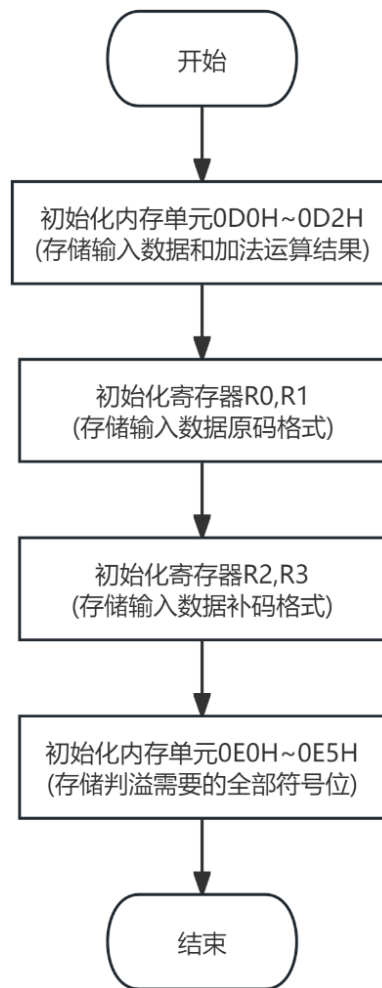 开始
初始化内存单元0D0H~0D2H
(存储输入数据和加法运算结果)
初始化寄存器R0,R1
(存储输入数据原码格式)
初始化寄存器R2,R3
(存储输入数据补码格式)
初始化内存单元0E0H~0E5H
(存储判溢需要的全部符号位)
结束